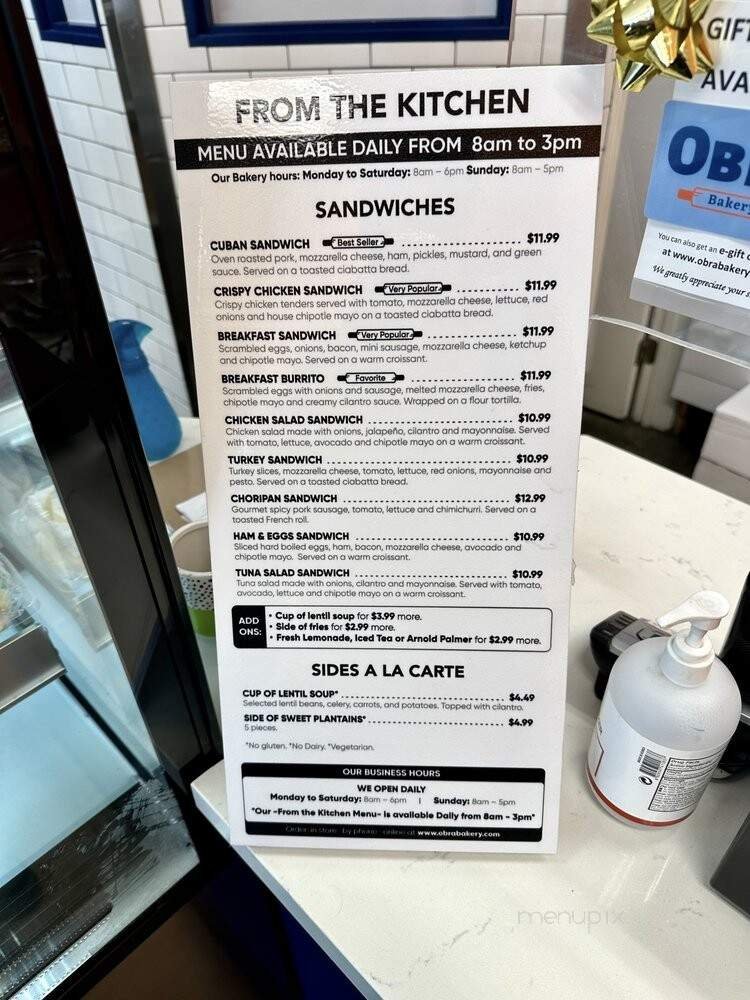 FROM THE KITCHEN
MENU AVAILABLE DAILY FROM 8am to 3pm
Our Bakery hours: Monday to Saturday: 8am – 6pm Sunday: 8am – 5pm
SANDWICHES
CUBAN SANDWICH Best Seller ........................ $11.99
Oven roasted pork, mozzarella cheese, ham, pickles, mustard, and green
sauce. Served on a toasted ciabatta bread.
CRISPY CHICKEN SANDWICH Very Popular ............. $11.99
Crispy chicken tenders served with tomato, mozzarella cheese, lettuce, red
onions and house chipotle mayo on a toasted ciabatta bread.
BREAKFAST SANDWICH Very Popular .................. $11.99
Scrambled eggs, onions, bacon, mini sausage, mozzarella cheese, ketchup
and chipotle mayo. Served on a warm croissant.
BREAKFAST BURRITO Favorite ...................... $11.99
Scrambled eggs with onions and sausage, melted mozzarella cheese, fries,
chipotle mayo and creamy cilantro sauce. Wrapped on a flour tortilla.
CHICKEN SALAD SANDWICH ............................ $10.99
Chicken salad made with onions, jalapeño, cilantro and mayonnaise. Served
with tomato, lettuce, avocado and chipotle mayo on a warm croissant.
TURKEY SANDWICH ................................... $10.99
Turkey slices, mozzarella cheese, tomato, lettuce, red onions, mayonnaise and
pesto. Served on a toasted ciabatta bread.
CHORIPAN SANDWICH ................................ $12.99
Gourmet spicy pork sausage, tomato, lettuce and chimichurri. Served on a
toasted French roll.
HAM & EGGS SANDWICH ............................. $10.99
Sliced hard boiled eggs, ham, bacon, mozzarella cheese, avocado and
chipotle mayo. Served on a warm croissant.
TUNA SALAD SANDWICH ............................. $10.99
Tuna salad made with onions, cilantro and mayonnaise. Served with tomato,
avocado, lettuce and chipotle mayo on a warm croissant.
ADD ONS:
• Cup of lentil soup for $3.99 more.
• Side of fries for $2.99 more.
• Fresh Lemonade, Iced Tea or Arnold Palmer for $2.99 more.
SIDES A LA CARTE
CUP OF LENTIL SOUP* .............................. $4.49
Selected lentil beans, celery, carrots, and potatoes. Topped with cilantro.
SIDE OF SWEET PLANTAINS* ......................... $4.99
5 pieces.
*No gluten. *No Dairy. *Vegetarian.
OUR BUSINESS HOURS
WE OPEN DAILY
Monday to Saturday: 8am – 6pm | Sunday: 8am – 5pm
*Our -From the Kitchen Menu- is available Daily from 8am - 3pm*
Order in store by phone online at www.obrabakery.com
GIFT
AVA
OB
Baker
You can also get an e-gift
at www.obrabakery
We greatly appreciate your
menupix